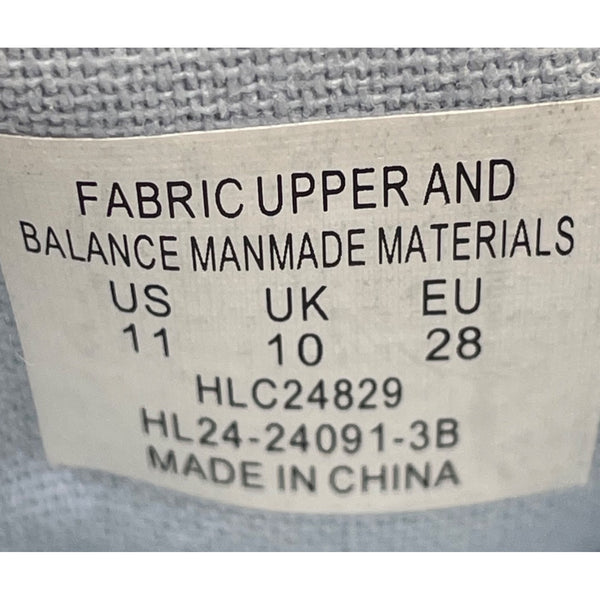 FABRIC UPPER AND
BALANCE MANMADE MATERIALS
US UK EU
11 10 28
HLC24829
HL24-24091-3B
MADE IN CHINA